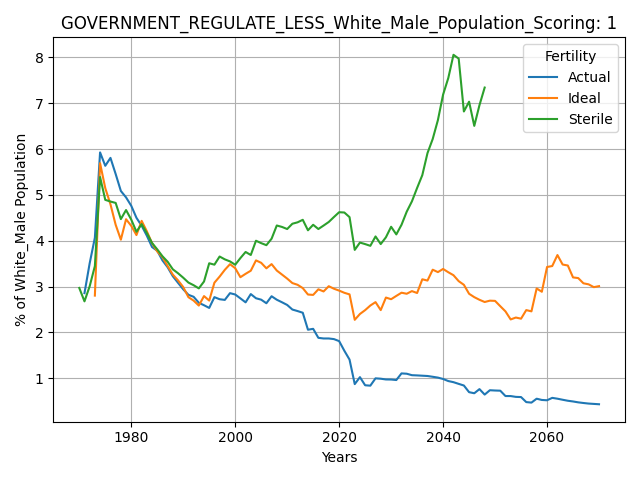 GOVERNMENT_REGULATE_LESS_White_Male_Population_Scoring: 1
Fertility
Actual
Ideal
Sterile
% of White_Male Population
8
7
6
5
4
3
2
1
1980 2000 2020 2040 2060
Years